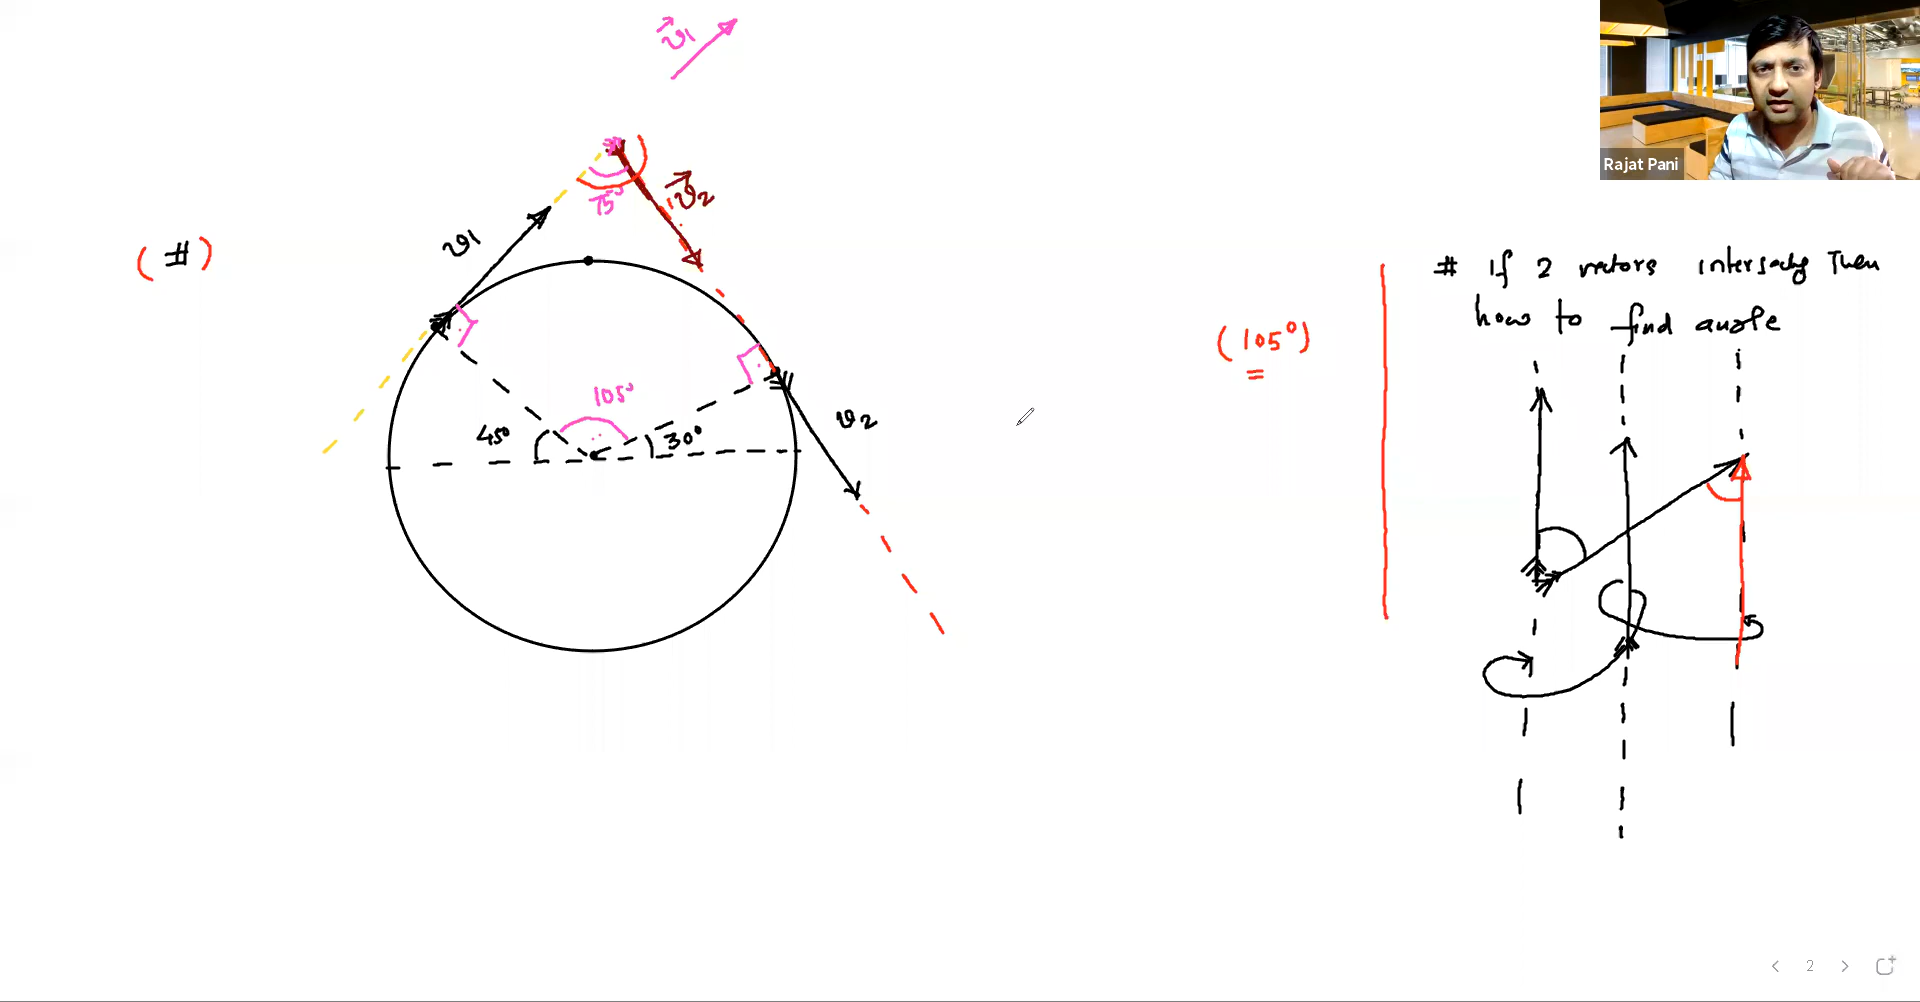 v⃗1
75°
v⃗2
v1
(#)
105°
45°
30°
v2
(105°)
=
# If 2 vectors intersectg Then
how to find angle
Rajat Pani
2